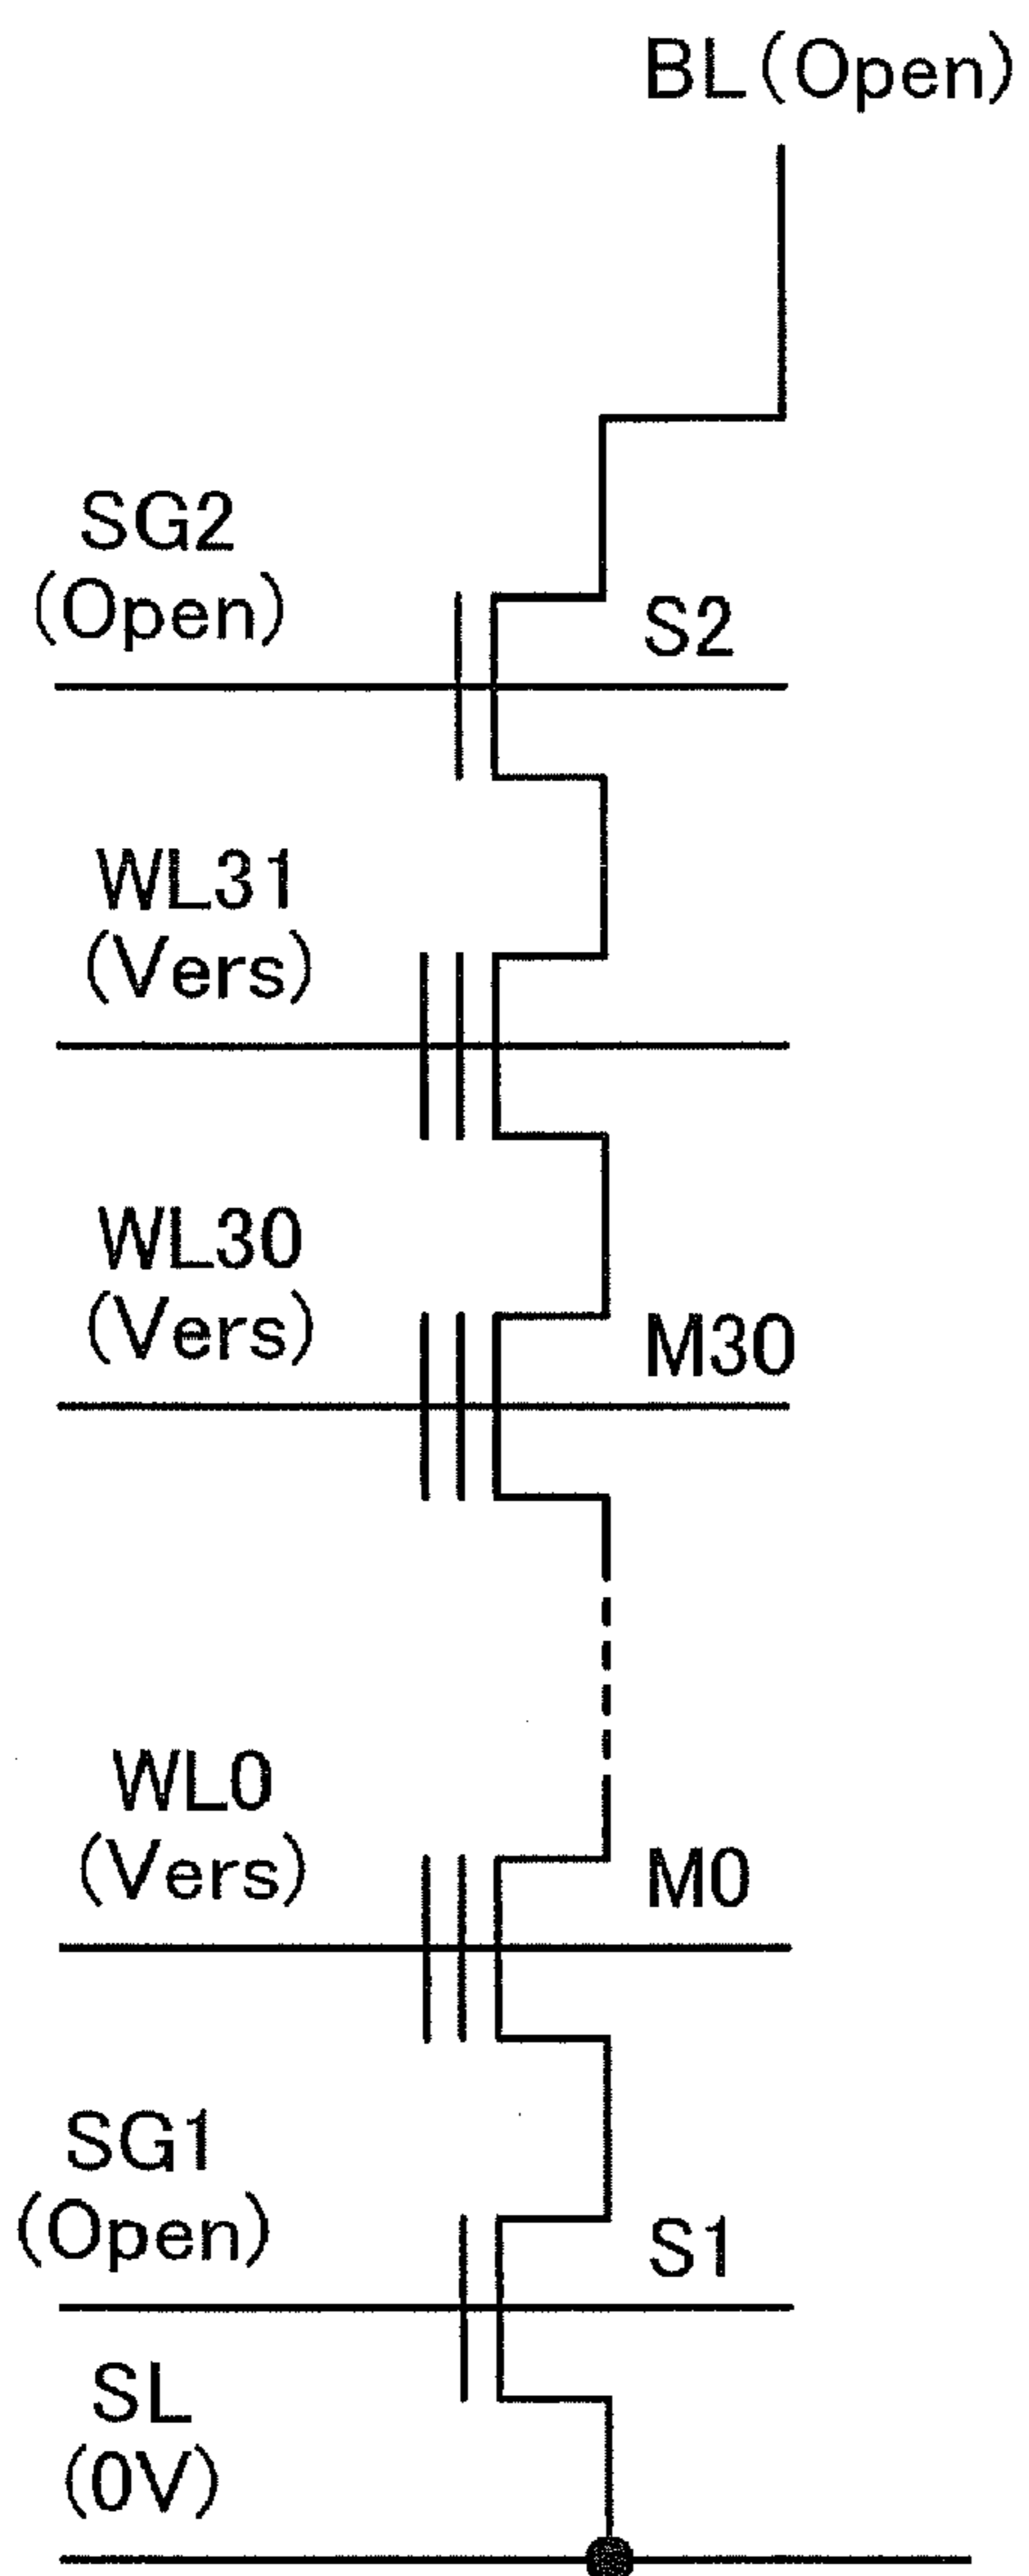 BL(Open)
SG2
(Open)
S2
WL31
(Vers)
WL30
(Vers)
M30
WL0
(Vers)
M0
SG1
(Open)
S1
SL
(0V)